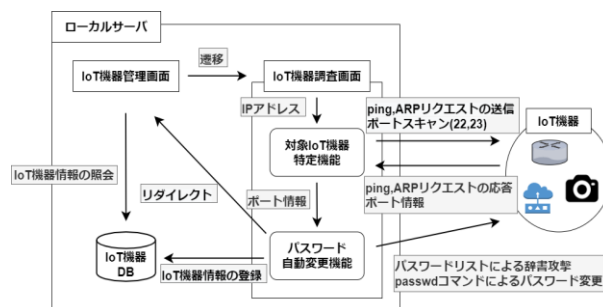 ローカルサーバ
遷移
IoT機器管理画面
IoT機器調査画面
IPアドレス
ping,ARPリクエストの送信
ポートスキャン(22,23)
IoT機器
対象IoT機器
特定機能
IoT機器情報の照会
リダイレクト
ポート情報
ping,ARPリクエストの応答
ポート情報
IoT機器
DB
パスワード
自動変更機能
IoT機器情報の登録
パスワードリストによる辞書攻撃
passwdコマンドによるパスワード変更